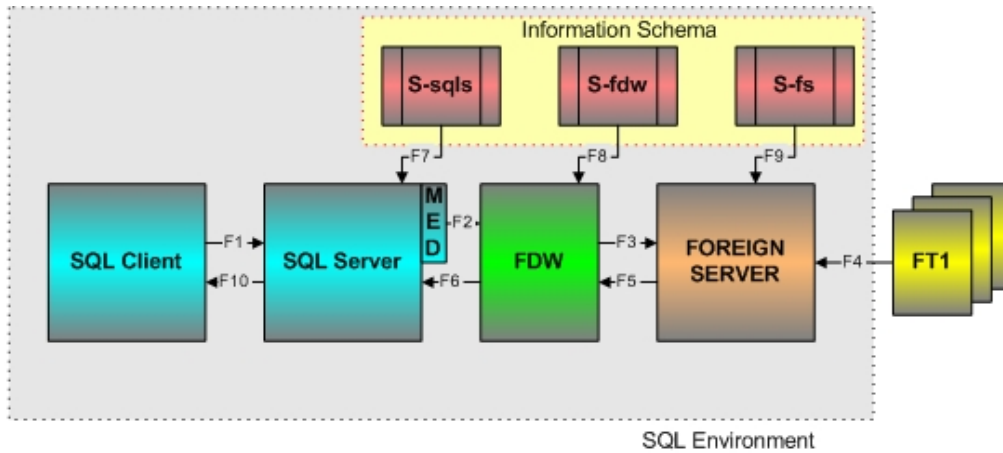 Information Schema
S-sqls
S-fdw
S-fs
F7
F8
F9
MED
F1
F2
F3
SQL Client
SQL Server
FDW
FOREIGN
SERVER
F4
FT1
F10
F6
F5
SQL Environment